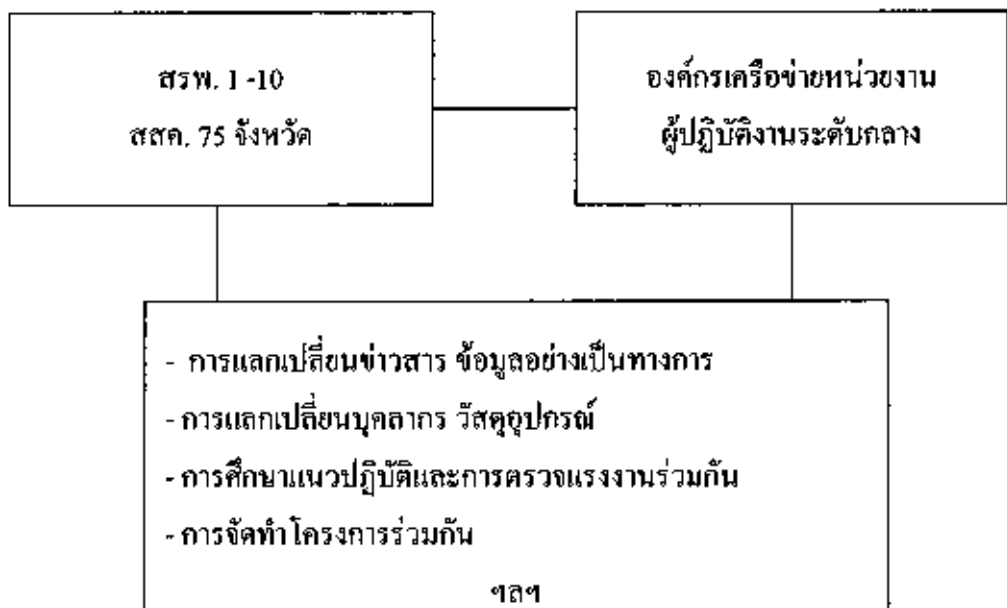 สรพ. 1 -10
สสค. 75 จังหวัด
องค์กรเครือข่ายหน่วยงาน
ผู้ปฏิบัติงานระดับกลาง
- การแลกเปลี่ยนข่าวสาร ข้อมูลอย่างเป็นทางการ
- การแลกเปลี่ยนบุคลากร วัสดุอุปกรณ์
- การศึกษาแนวปฏิบัติและการตรวจแรงงานร่วมกัน
- การจัดทำโครงการร่วมกัน
ฯลฯ